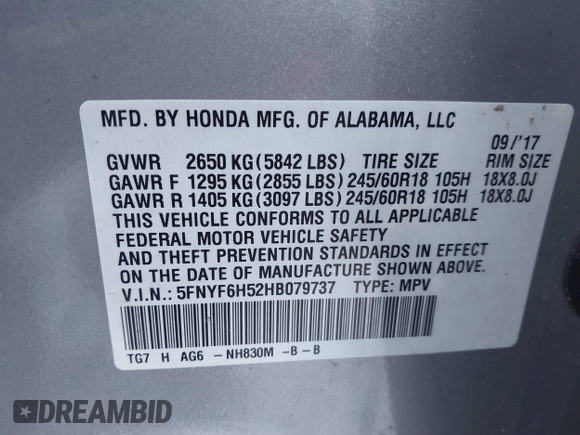 MFD. BY HONDA MFG. OF ALABAMA, LLC
09/'17
GVWR 2650 KG(5842 LBS) TIRE SIZE RIM SIZE
GAWR F 1295 KG(2855 LBS)245/60R18 105H 18X8.0J
GAWR R 1405 KG(3097 LBS)245/60R18 105H 18X8.0J
THIS VEHICLE CONFORMS TO ALL APPLICABLE
FEDERAL MOTOR VEHICLE SAFETY
AND THEFT PREVENTION STANDARDS IN EFFECT
ON THE DATE OF MANUFACTURE SHOWN ABOVE.
V.I.N.: 5FNYF6H52HB079737 TYPE: MPV
TG7 H AG6 -NH830M -B-B
DREAMBID